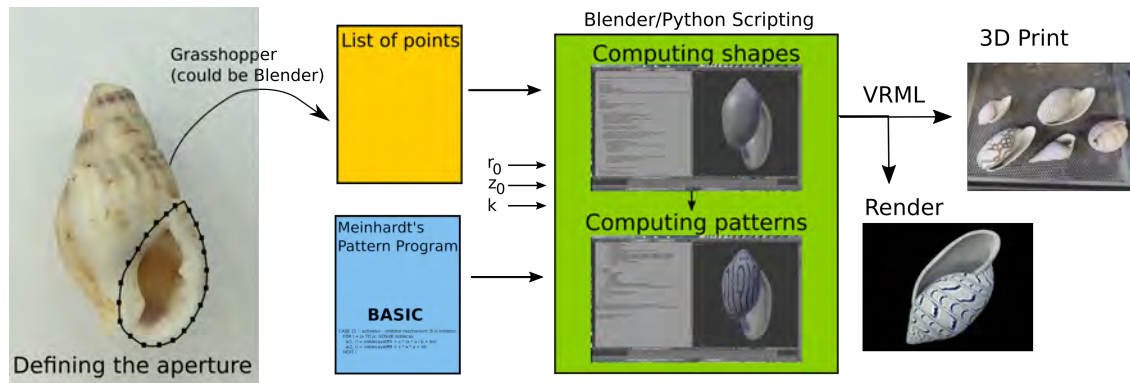 Blender/Python Scripting
Grasshopper
(could be Blender)
List of points
Computing shapes
3D Print
VRML
r0
z0
k
Meinhardt's
Pattern Program
Computing patterns
Render
BASIC
Defining the aperture